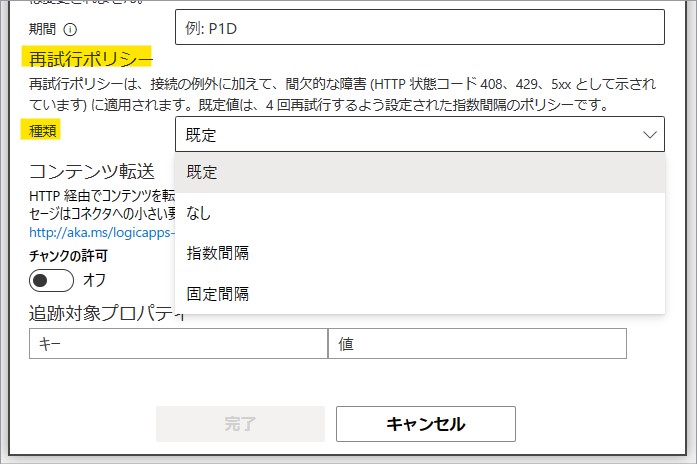 期間
例: P1D
再試行ポリシー
再試行ポリシーは、接続の例外に加えて、間欠的な障害 (HTTP 状態コード 408、429、5xx として示され
ています) に適用されます。既定値は、4 回再試行するよう設定された指数間隔のポリシーです。
種類
既定
既定
なし
指数間隔
固定間隔
コンテンツ転送
HTTP 経由でコンテンツを転
セージはコネクタへの小さい要
http://aka.ms/logicapps-
チャンクの許可
オフ
追跡対象プロパティ
キー
値
完了
キャンセル